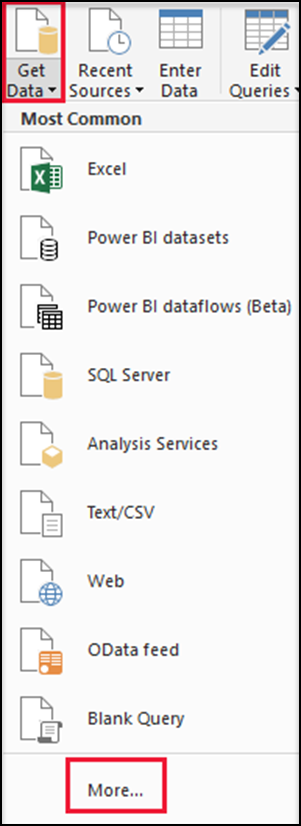 Get Data
Recent Sources
Enter Data
Edit Queries
Most Common
Excel
Power BI datasets
Power BI dataflows (Beta)
SQL Server
Analysis Services
Text/CSV
Web
OData feed
Blank Query
More...